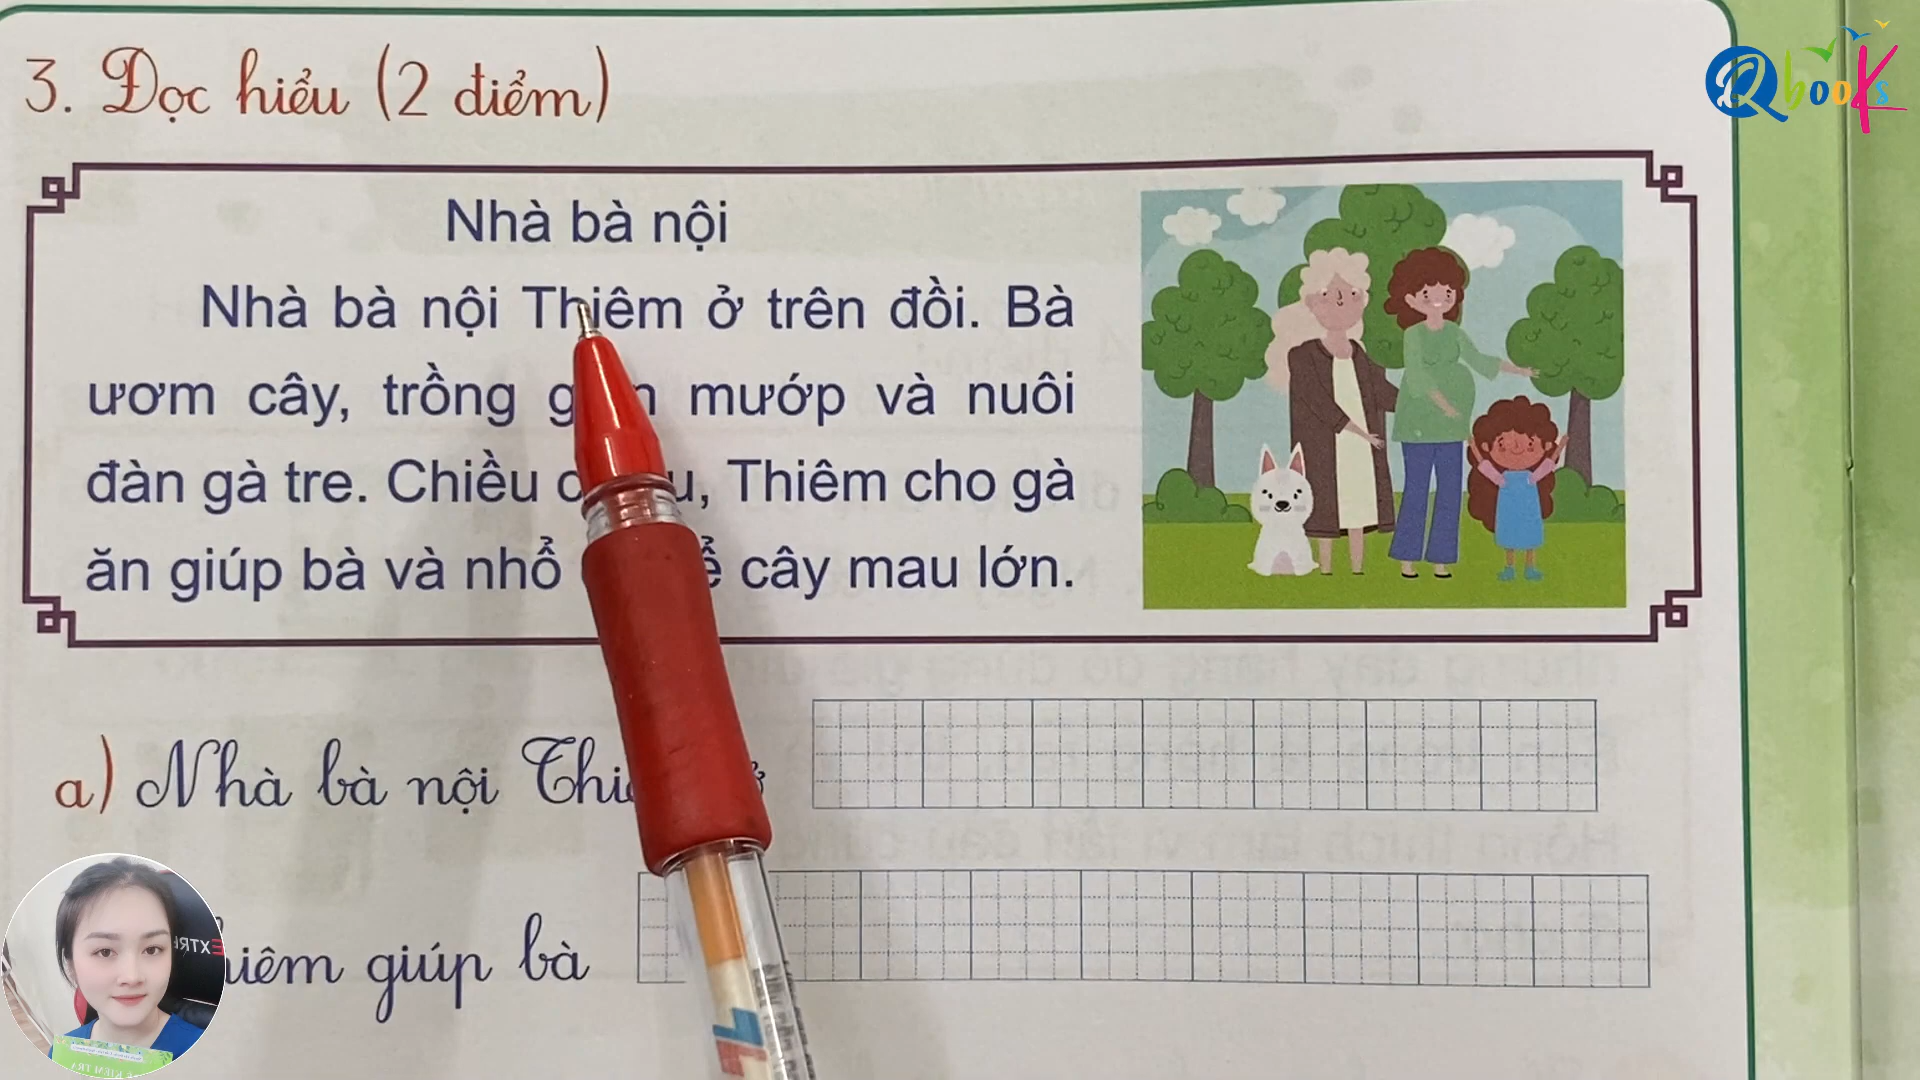 Qbooks
3. Đọc hiểu (2 điểm)
Nhà bà nội
Nhà bà nội Thiêm ở trên đồi. Bà
ươm cây, trồng mướp và nuôi
đàn gà tre. Chiều, Thiêm cho gà
ăn giúp bà và nhổ cây mau lớn.
a) Nhà bà nội
giúp bà